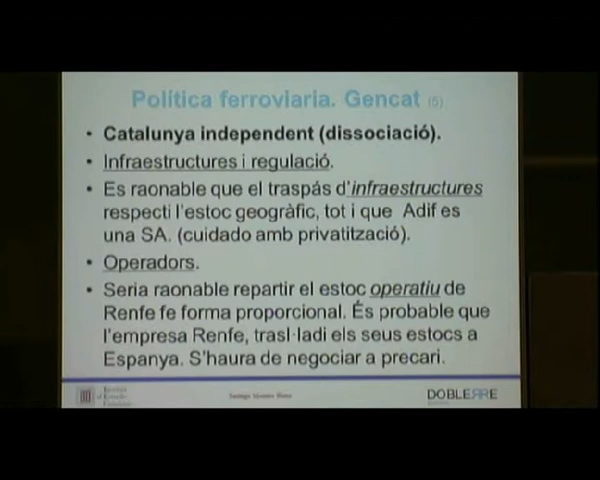 Política ferroviaria. Gencat (5)
• Catalunya independent (dissociació).
• Infraestructures i regulació.
• Es raonable que el traspás d'infraestructures
respecti l'estoc geogràfic, tot i que Adif es
una SA. (cuidado amb privatització).
• Operadors.
• Seria raonable repartir el estoc operatiu de
Renfe fe forma proporcional. És probable que
l'empresa Renfe, trasl·ladi els seus estocs a
Espanya. S'haura de negociar a precari.
DOBLERRE